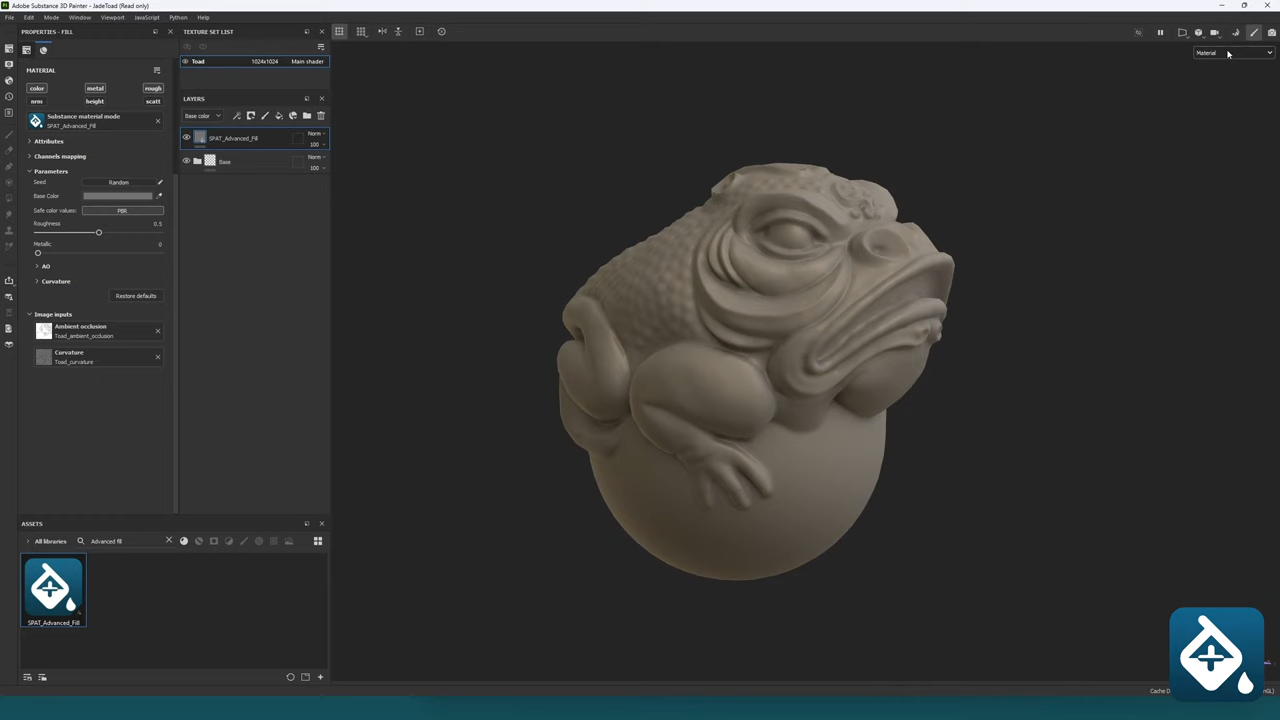 Adobe Substance 3D Painter - JadeToad (Read only)
File Edit Mode Window Viewport JavaScript Python Help
PROPERTIES - FILL
MATERIAL
color metal rough
nrm height scatt
Substance material mode
SPAT_Advanced_Fill
Attributes
Channels mapping
Parameters
Seed Random
Base Color
Safe color values: PBR
Roughness 0.5
Metallic 0
AO
Curvature
Restore defaults
Image inputs
Ambient occlusion
Toad_ambient_occlusion
Curvature
Toad_curvature
TEXTURE SET LIST
Toad 1024x1024 Main shader
LAYERS
Base color
SPAT_Advanced_Fill Norm
100
Base Norm
100
ASSETS
All libraries Advanced fill
SPAT_Advanced_Fill
Material
Cache D